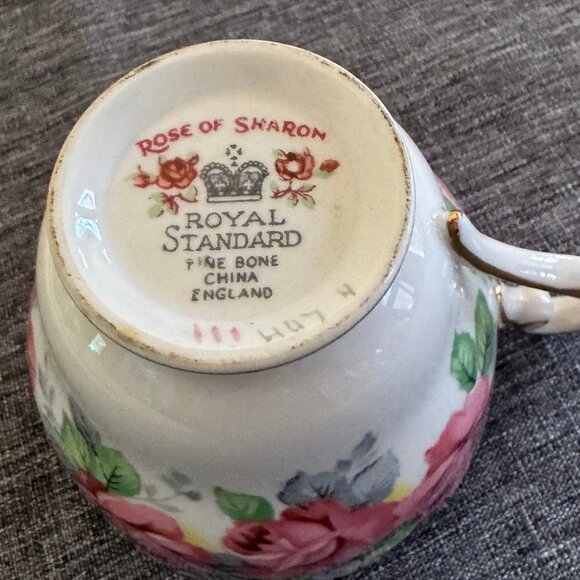 ROSE OF SHARON
ROYAL
STANDARD
FINE BONE
CHINA
ENGLAND